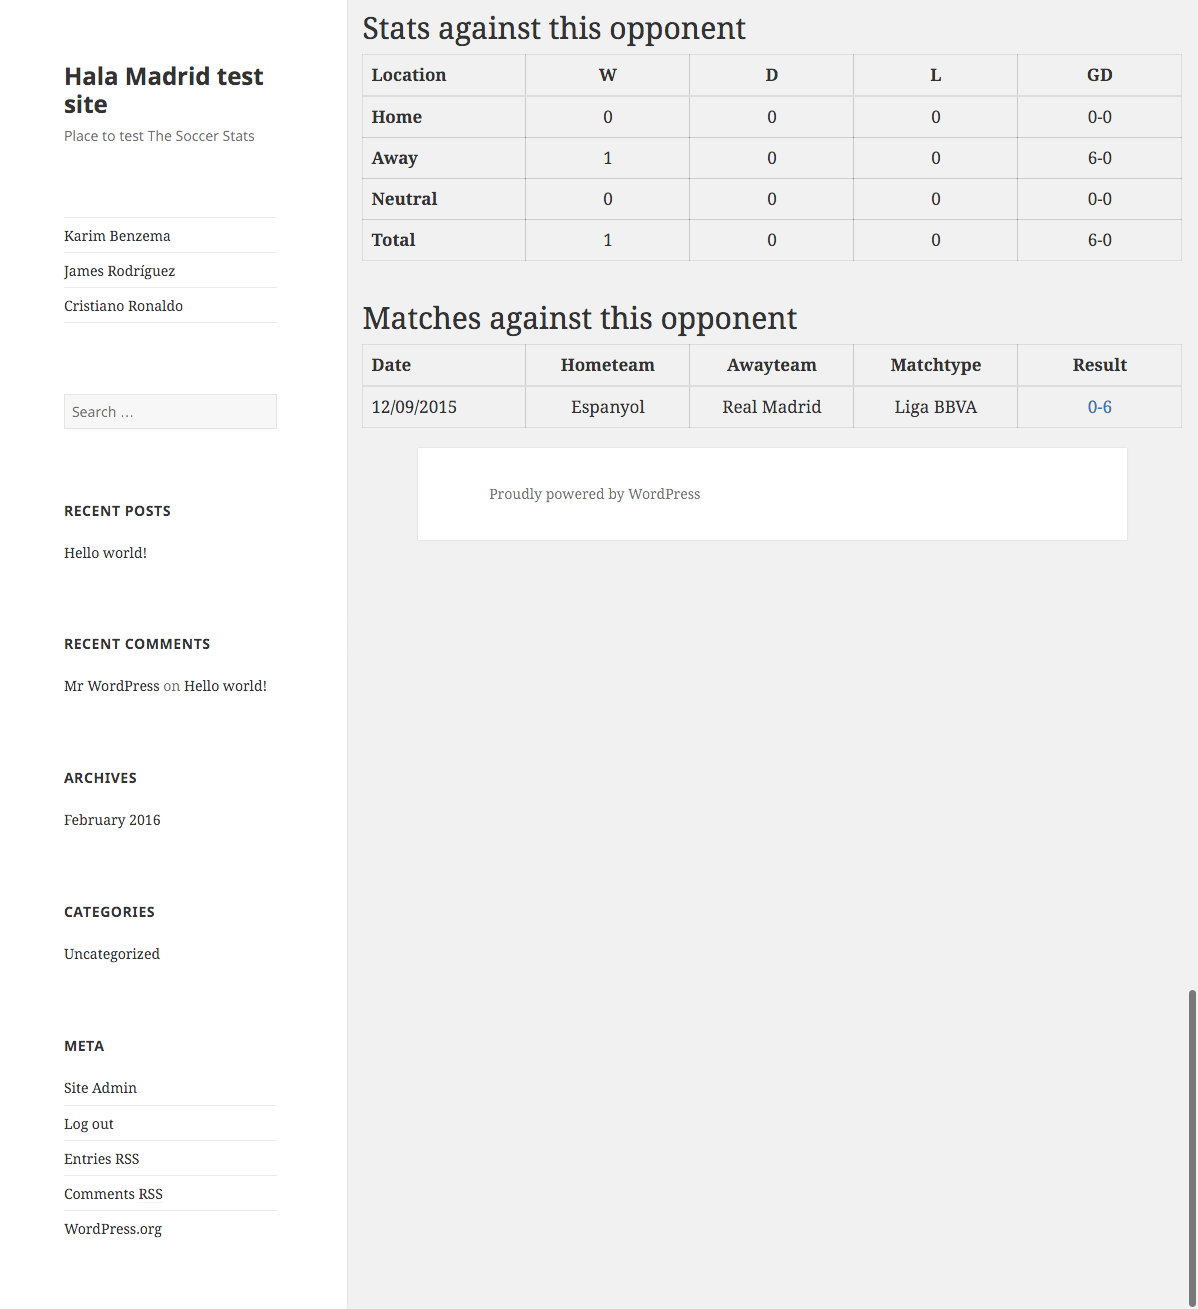 Hala Madrid test
site
Place to test The Soccer Stats
Karim Benzema
James Rodríguez
Cristiano Ronaldo
Search …
RECENT POSTS
Hello world!
RECENT COMMENTS
Mr WordPress on Hello world!
ARCHIVES
February 2016
CATEGORIES
Uncategorized
META
Site Admin
Log out
Entries RSS
Comments RSS
WordPress.org
Stats against this opponent
Location W D L GD
Home 0 0 0 0-0
Away 1 0 0 6-0
Neutral 0 0 0 0-0
Total 1 0 0 6-0
Matches against this opponent
Date Hometeam Awayteam Matchtype Result
12/09/2015 Espanyol Real Madrid Liga BBVA 0-6
Proudly powered by WordPress